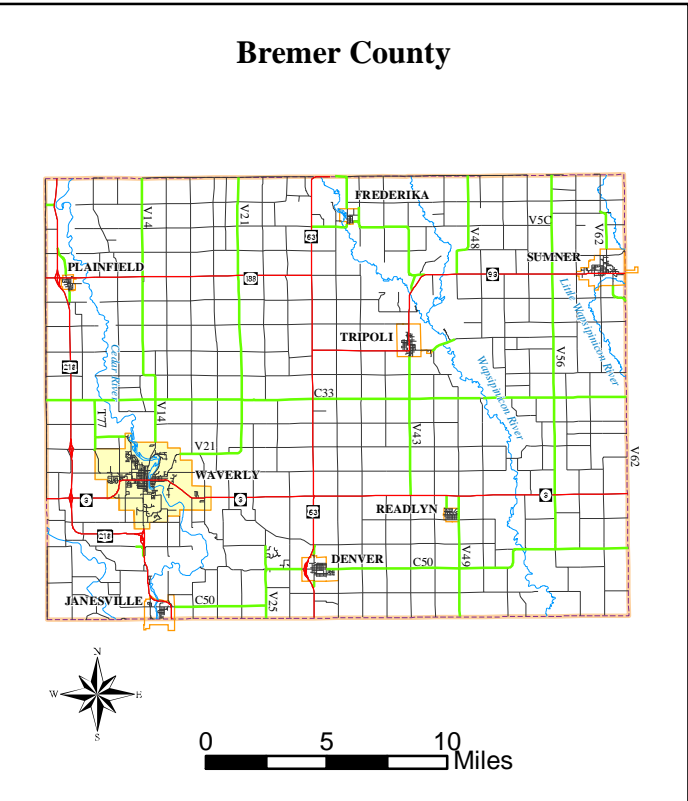 Bremer County
FREDERIKA
V14
V21
63
V5C
V48
V62
SUMNER
PLAINFIELD
188
93
Little Wapsipinicon River
TRIPOLI
Cedar River
Wapsipinicon River
V56
218
C33
T77
V14
V43
V21
V62
WAVERLY
3
3
3
63
READLYN
218
DENVER
C50
V49
JANESVILLE
C50
V25
N
W
E
S
0 5 10
Miles